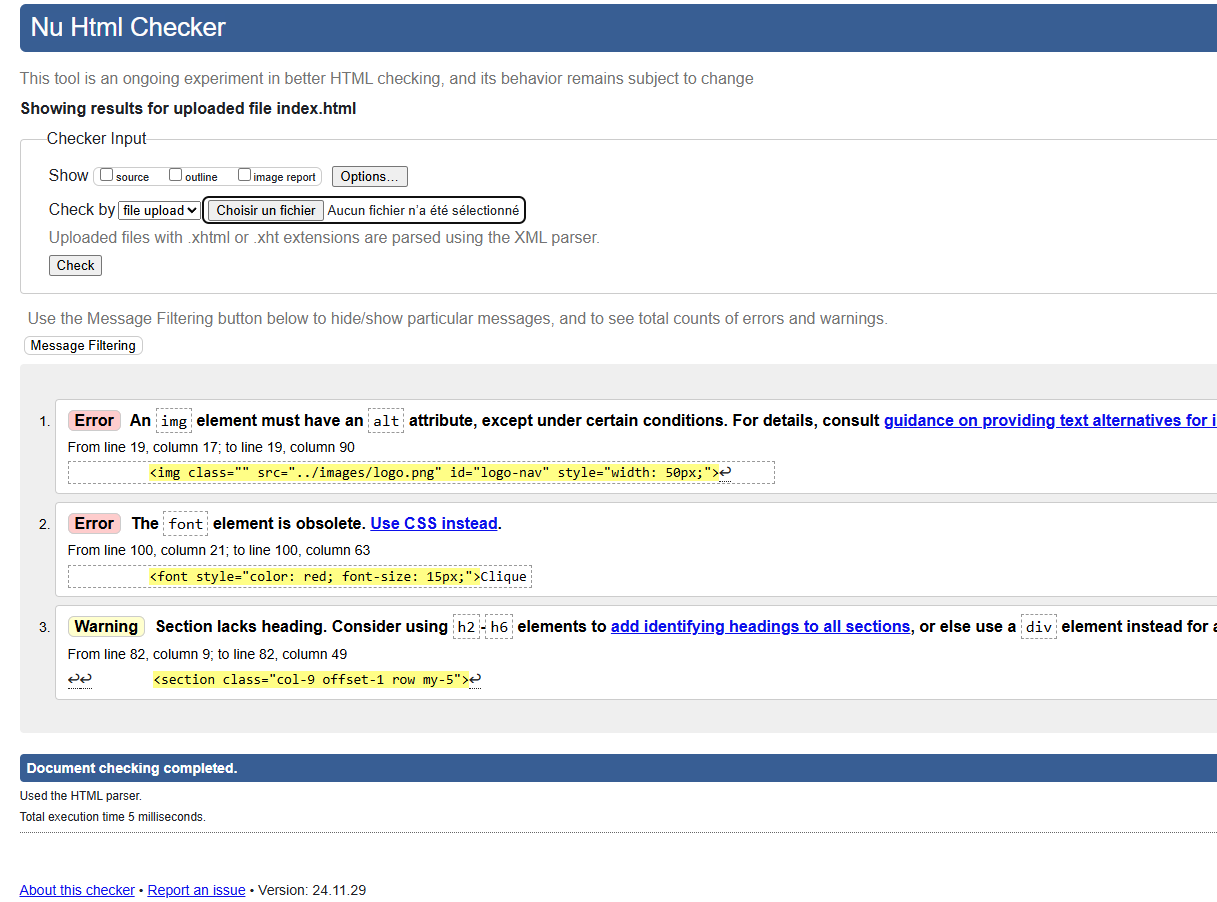 Nu Html Checker
This tool is an ongoing experiment in better HTML checking, and its behavior remains subject to change
Showing results for uploaded file index.html
Checker Input
Show source outline image report Options...
Check by file upload Choisir un fichier Aucun fichier n'a été sélectionné
Uploaded files with .xhtml or .xht extensions are parsed using the XML parser.
Check
Use the Message Filtering button below to hide/show particular messages, and to see total counts of errors and warnings.
Message Filtering
1. Error An img element must have an alt attribute, except under certain conditions. For details, consult guidance on providing text alternatives for i
From line 19, column 17; to line 19, column 90
<img class="" src="../images/logo.png" id="logo-nav" style="width: 50px;">↩
2. Error The font element is obsolete. Use CSS instead.
From line 100, column 21; to line 100, column 63
<font style="color: red; font-size: 15px;">Clique
3. Warning Section lacks heading. Consider using h2-h6 elements to add identifying headings to all sections, or else use a div element instead for a
From line 82, column 9; to line 82, column 49
↩↩ <section class="col-9 offset-1 row my-5">↩
Document checking completed.
Used the HTML parser.
Total execution time 5 milliseconds.
About this checker • Report an issue • Version: 24.11.29